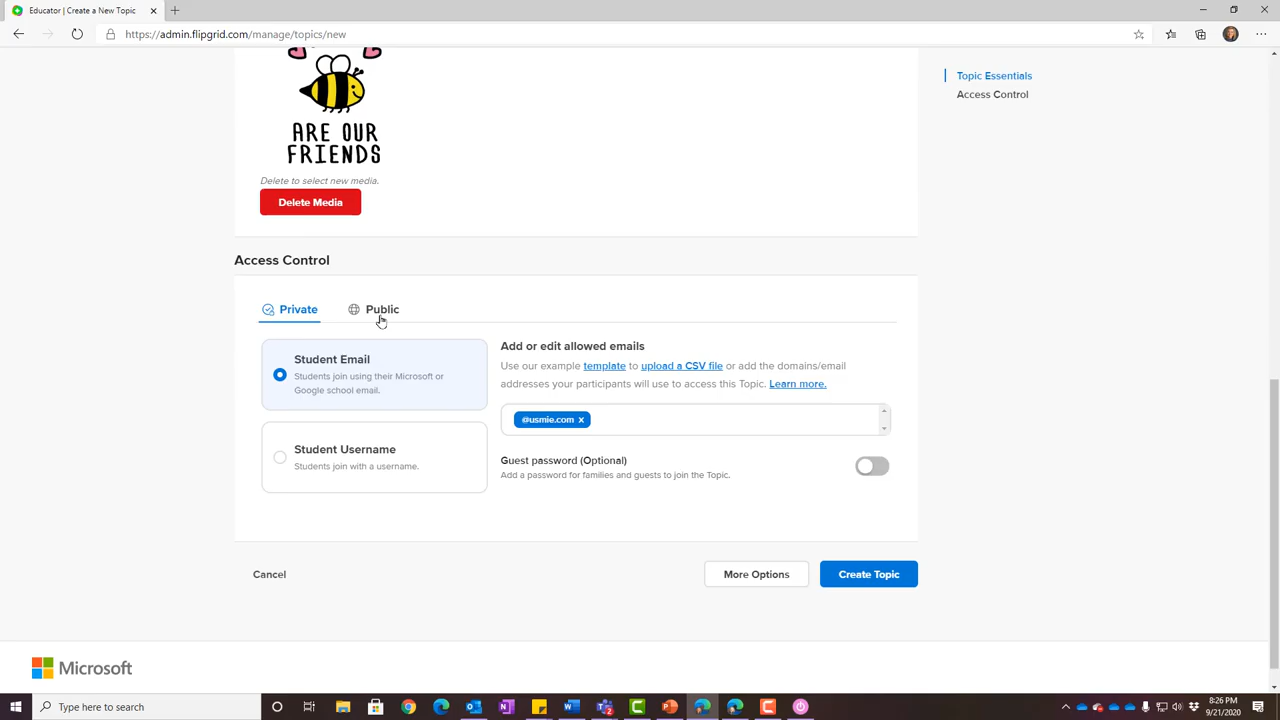 Educator | Create a New Topic
https://admin.flipgrid.com/manage/topics/new
ARE OUR
FRIENDS
Delete to select new media.
Delete Media
Topic Essentials
Access Control
Access Control
Private
Public
Student Email
Students join using their Microsoft or
Google school email.
Student Username
Students join with a username.
Add or edit allowed emails
Use our example template to upload a CSV file or add the domains/email
addresses your participants will use to access this Topic. Learn more.
@usmie.com x
Guest password (Optional)
Add a password for families and guests to join the Topic.
Cancel
More Options
Create Topic
Microsoft
Type here to search
8:26 PM
9/21/2020